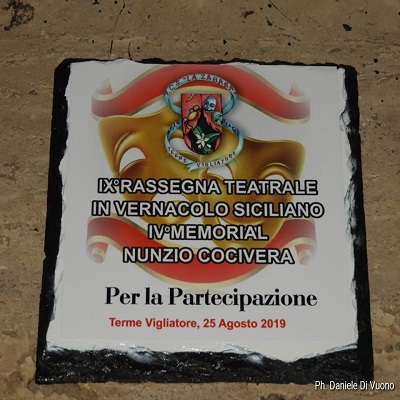 IX°RASSEGNA TEATRALE
IN VERNACOLO SICILIANO
IV°MEMORIAL
NUNZIO COCIVERA
Per la Partecipazione
Terme Vigliatore, 25 Agosto 2019
Ph. Daniele Di Vuono